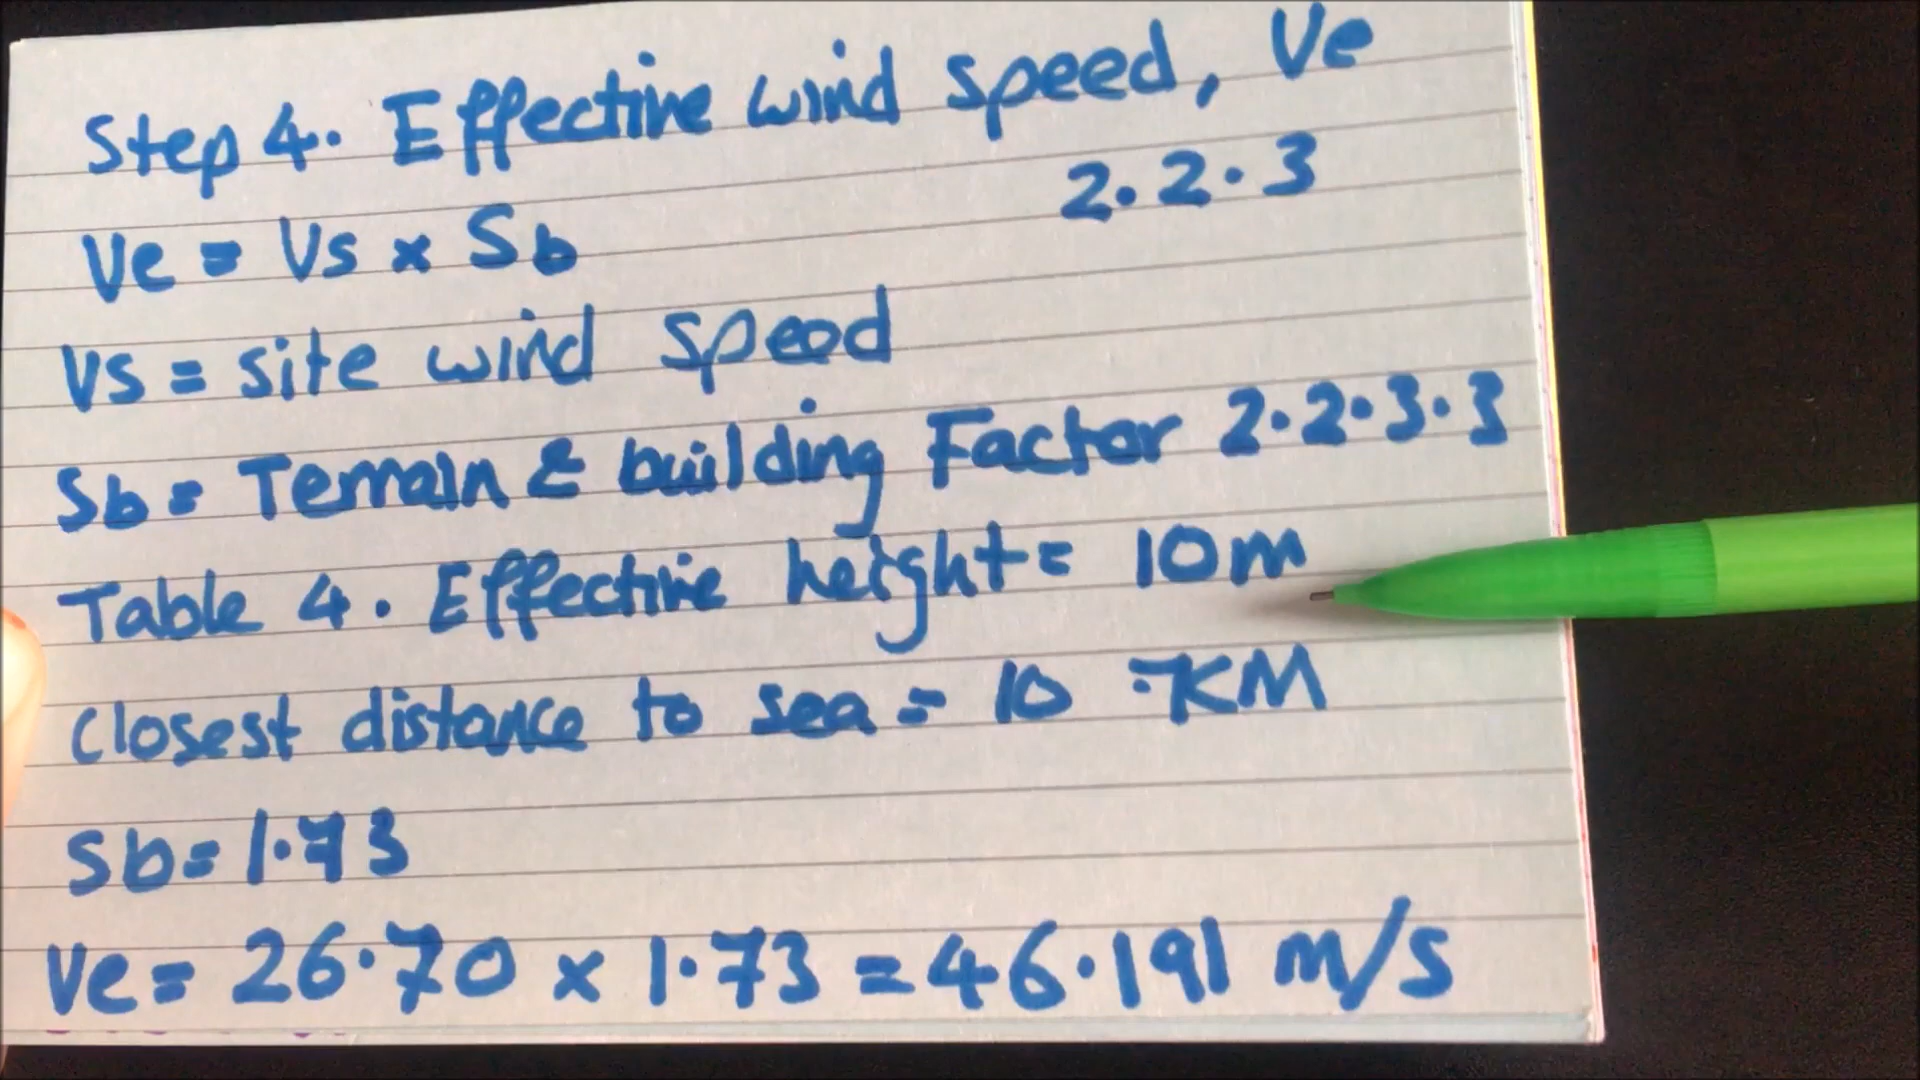 Step 4. Effective wind speed, Ve
2.2.3
Ve = Vs x Sb
Vs = site wind speed
Sb = Terrain & building Factor 2.2.3.3
Table 4. Effective height = 10m
Closest distance to sea = 10 KM
Sb = 1.73
Ve = 26.70 x 1.73 = 46.191 m/s